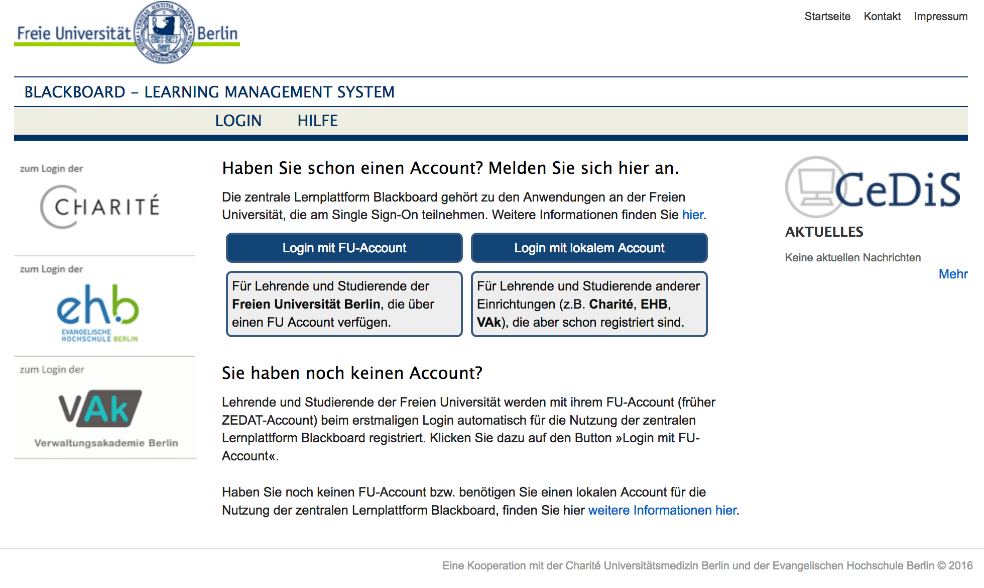 Startseite Kontakt Impressum
Freie Universität Berlin
BLACKBOARD – LEARNING MANAGEMENT SYSTEM
LOGIN HILFE
zum Login der
CHARITÉ
zum Login der
ehb
EVANGELISCHE
HOCHSCHULE BERLIN
zum Login der
VAk
Verwaltungsakademie Berlin
Haben Sie schon einen Account? Melden Sie sich hier an.
Die zentrale Lernplattform Blackboard gehört zu den Anwendungen an der Freien
Universität, die am Single Sign-On teilnehmen. Weitere Informationen finden Sie hier.
Login mit FU-Account
Für Lehrende und Studierende der
Freien Universität Berlin, die über
einen FU Account verfügen.
Login mit lokalem Account
Für Lehrende und Studierende anderer
Einrichtungen (z.B. Charité, EHB,
VAk), die aber schon registriert sind.
Sie haben noch keinen Account?
Lehrende und Studierende der Freien Universität werden mit ihrem FU-Account (früher
ZEDAT-Account) beim erstmaligen Login automatisch für die Nutzung der zentralen
Lernplattform Blackboard registriert. Klicken Sie dazu auf den Button »Login mit FU-
Account«.
Haben Sie noch keinen FU-Account bzw. benötigen Sie einen lokalen Account für die
Nutzung der zentralen Lernplattform Blackboard, finden Sie hier weitere Informationen hier.
CeDiS
AKTUELLES
Keine aktuellen Nachrichten
Mehr
Eine Kooperation mit der Charité Universitätsmedizin Berlin und der Evangelischen Hochschule Berlin © 2016